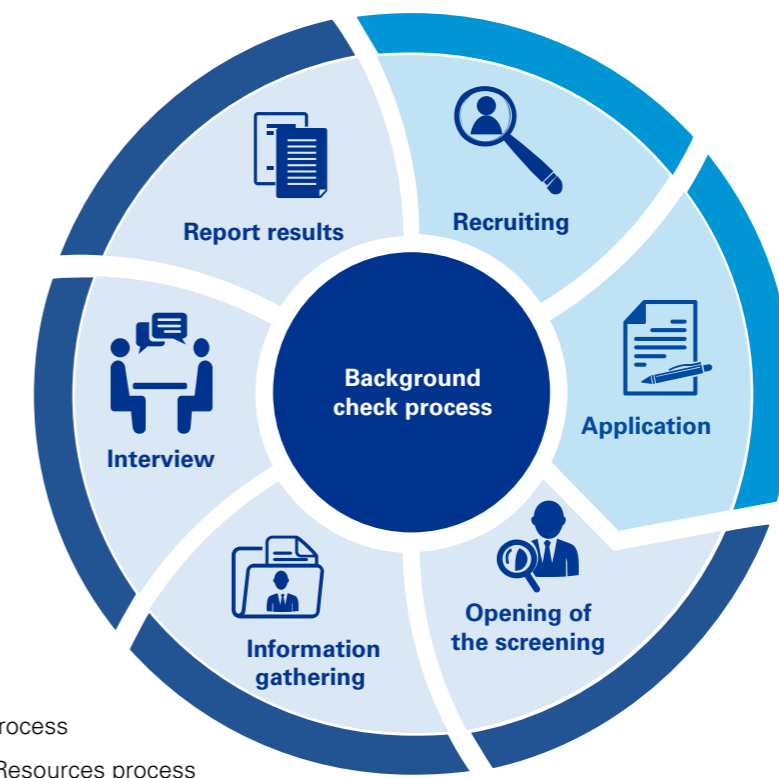 Report results
Recruiting
Background
check process
Application
Interview
Opening of
the screening
Information
gathering
rocess
Resources process